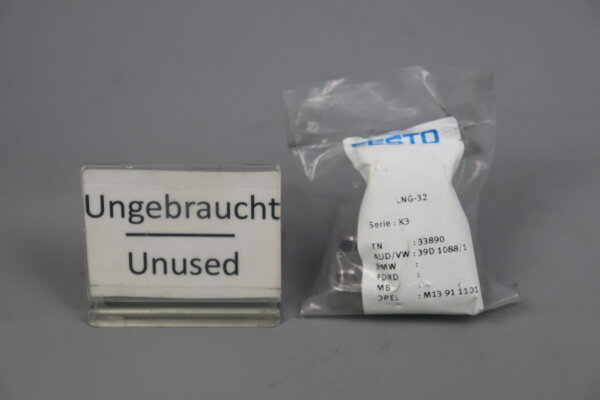 Ungebraucht
Unused
FESTO
LNG-32
Serie : K3
TN : 33890
AUD/VW : 39D 1088/1
BMW :
FORD :
MB :
OPEL : M13 91 1101